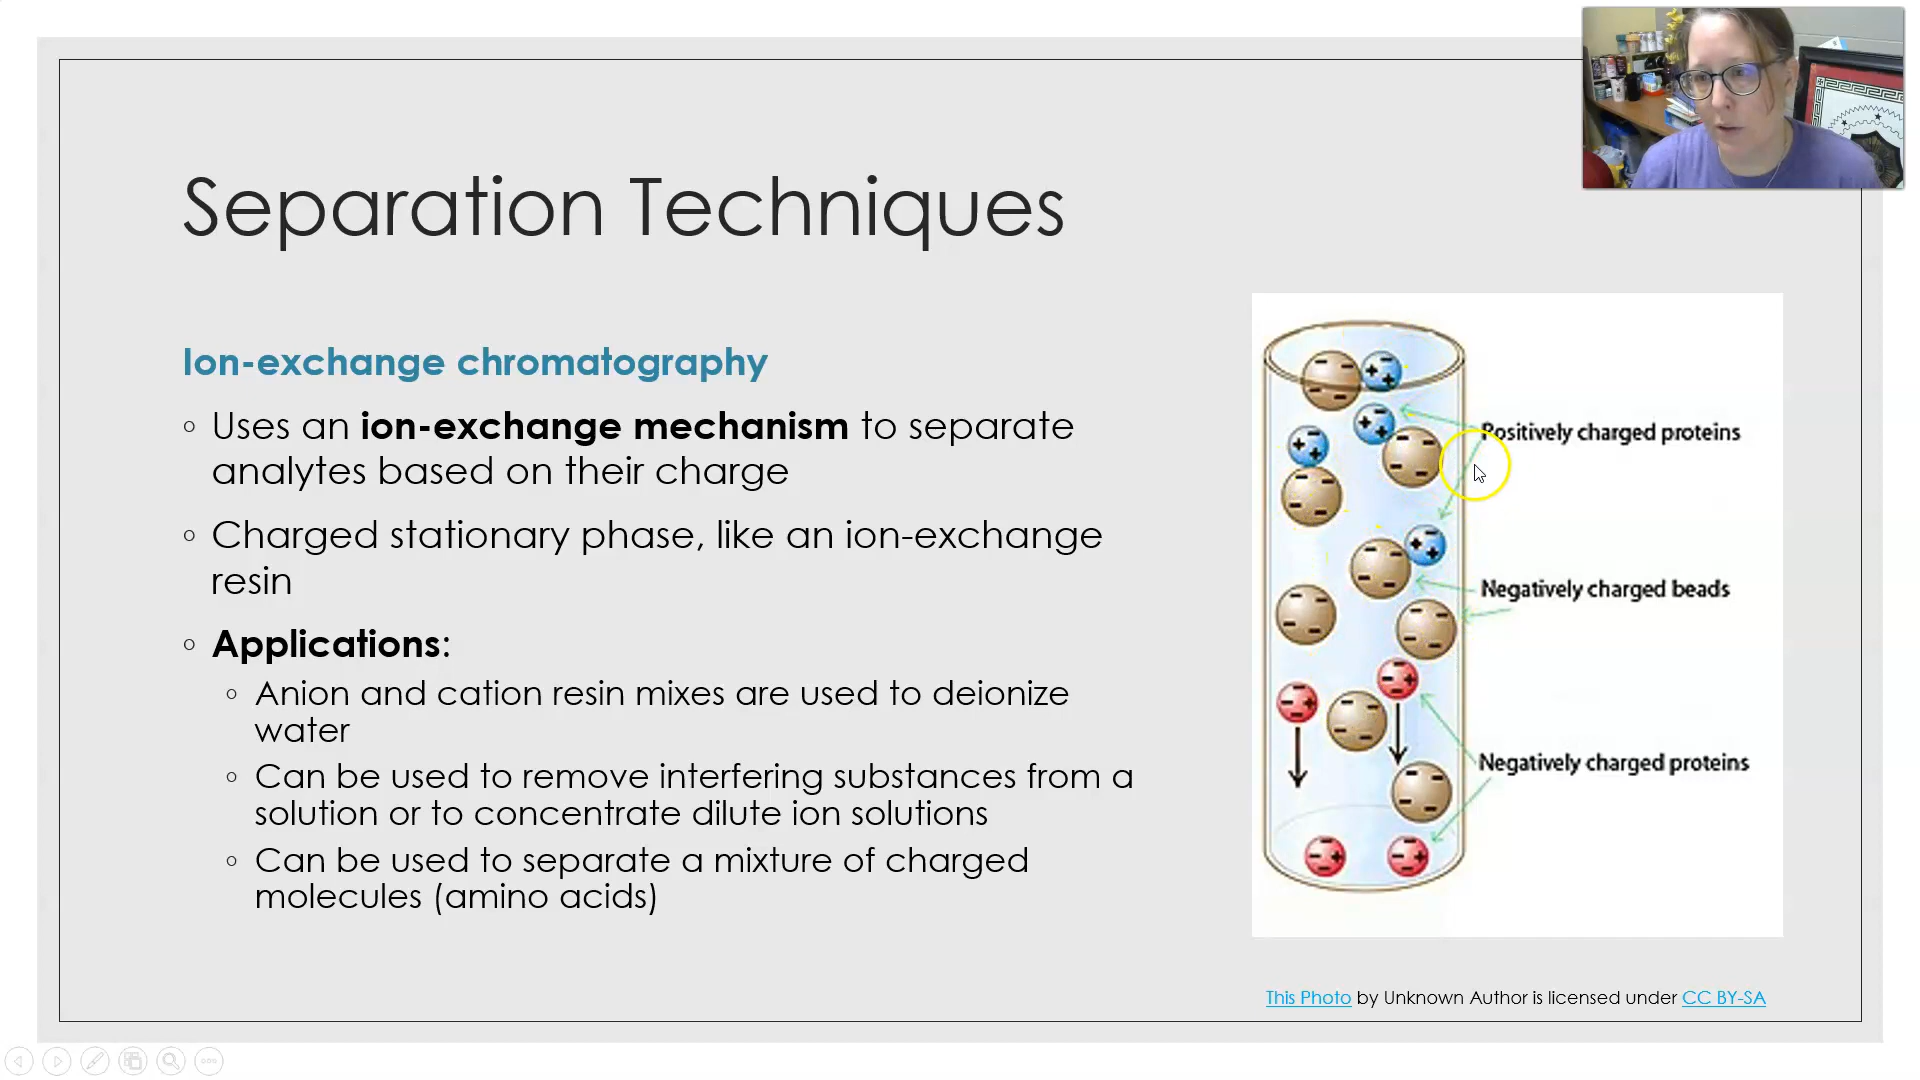 Separation Techniques
Ion-exchange chromatography
◦ Uses an ion-exchange mechanism to separate
analytes based on their charge
◦ Charged stationary phase, like an ion-exchange
resin
◦ Applications:
◦ Anion and cation resin mixes are used to deionize
water
◦ Can be used to remove interfering substances from a
solution or to concentrate dilute ion solutions
◦ Can be used to separate a mixture of charged
molecules (amino acids)
Positively charged proteins
Negatively charged beads
Negatively charged proteins
This Photo by Unknown Author is licensed under CC BY-SA